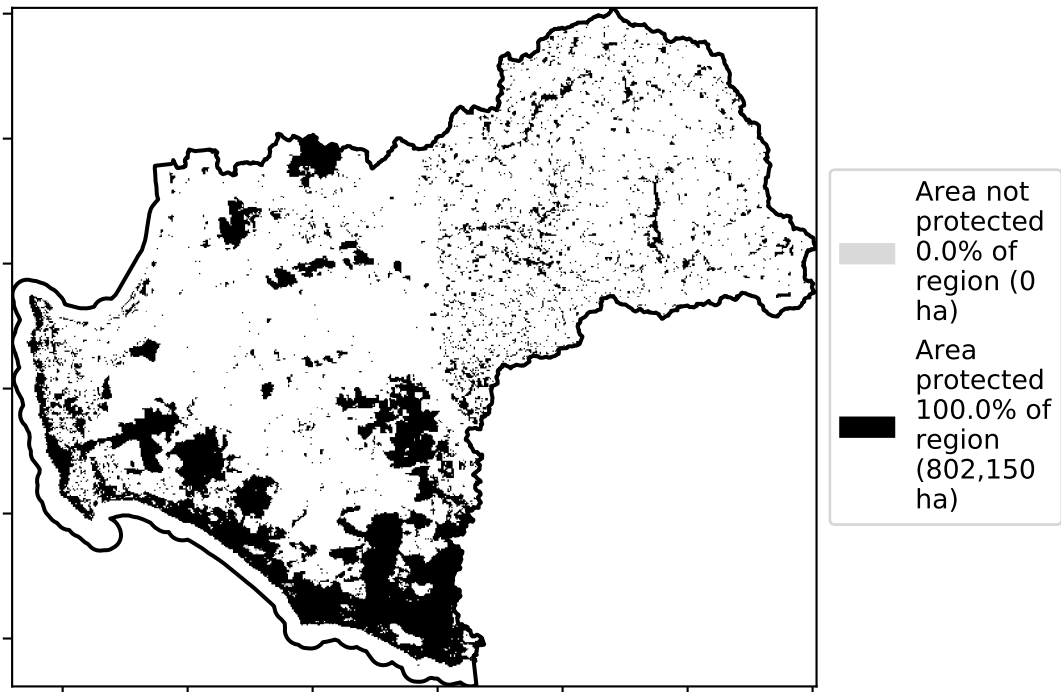 Area not
protected
0.0% of
region (0
ha)
Area
protected
100.0% of
region
(802,150
ha)